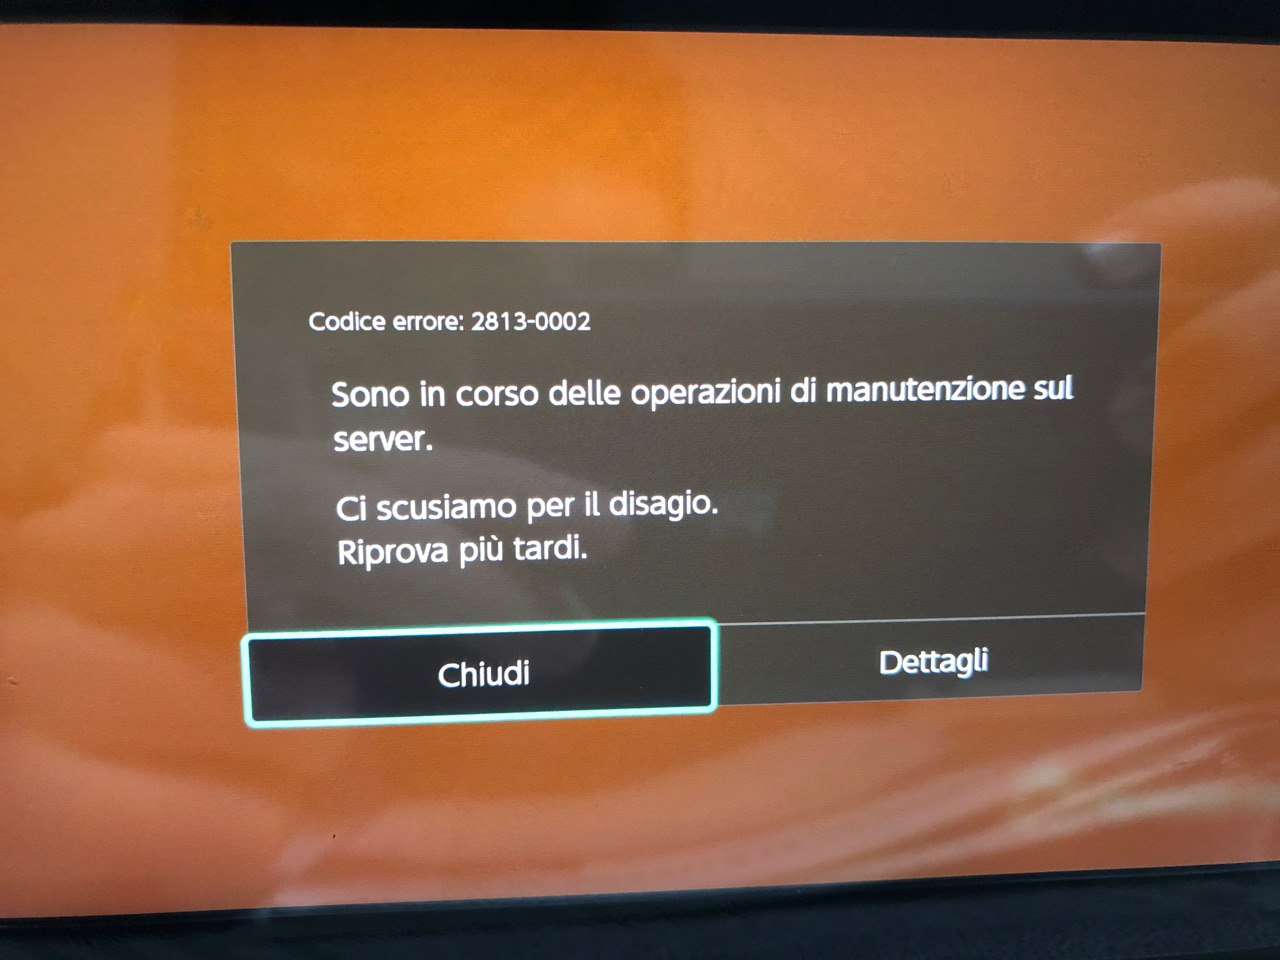 Codice errore: 2813-0002
Sono in corso delle operazioni di manutenzione sul
server.
Ci scusiamo per il disagio.
Riprova più tardi.
Chiudi
Dettagli